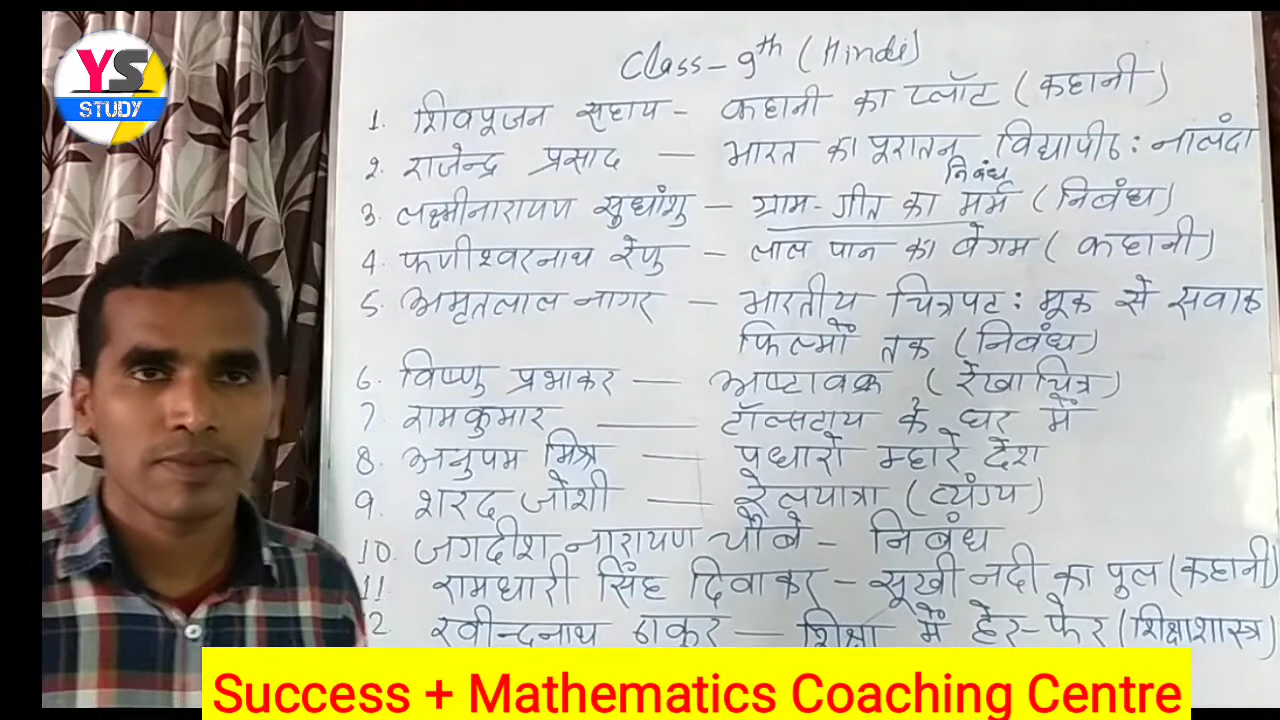 YS
STUDY
Class - 9th (Hindi)
1. शिवपूजन सहाय - कहानी का प्लॉट (कहानी)
2. राजेन्द्र प्रसाद — भारत का पुरातन विद्यापीठ : नालंदा
निबंध
3. लक्ष्मीनारायण सुधांशु - ग्राम-गीत का मर्म (निबंध)
4. फणीश्वरनाथ रेणु - लाल पान का बेगम (कहानी)
5. अमृतलाल नागर - भारतीय चित्रपट : मूक से सवाक
फिल्मों तक (निबंध)
6. विष्णु प्रभाकर — अष्टावक्र (रेखाचित्र)
7. रामकुमार — टॉल्सटाय के घर में
8. अनुपम मिश्र — पधारो म्हारे देश
9. शरद जोशी — रेलयात्रा (व्यंग्य)
10. जगदीश नारायण चौबे - निबंध
11 रामधारी सिंह दिवाकर - सूखी नदी का पुल (कहानी)
2 रवीन्दनाथ ठाकुर — शिक्षा में हेर-फेर (शिक्षाशास्त्र)
Success + Mathematics Coaching Centre